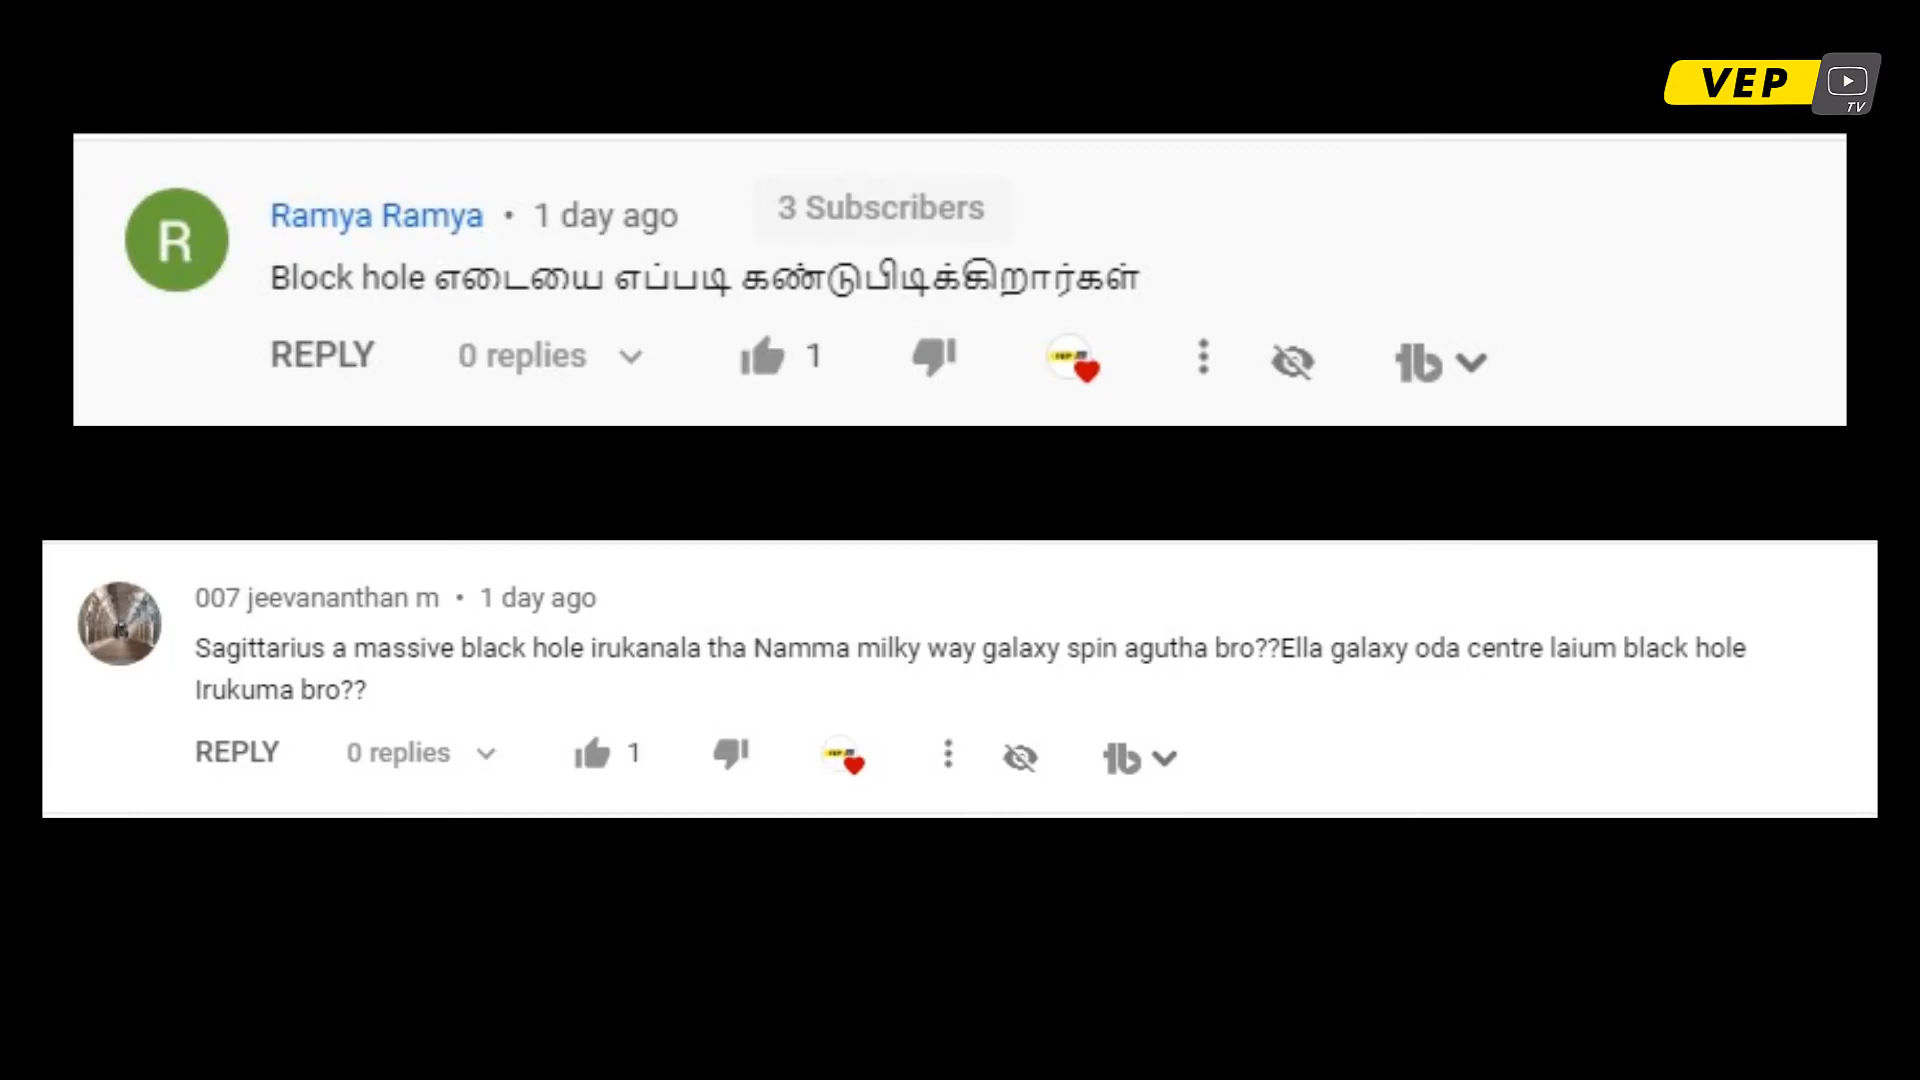 VEP
TV
R
Ramya Ramya • 1 day ago 3 Subscribers
Block hole எடையை எப்படி கண்டுபிடிக்கிறார்கள்
REPLY 0 replies 1
007 jeevananthan m • 1 day ago
Sagittarius a massive black hole irukanala tha Namma milky way galaxy spin agutha bro??Ella galaxy oda centre laium black hole
Irukuma bro??
REPLY 0 replies 1